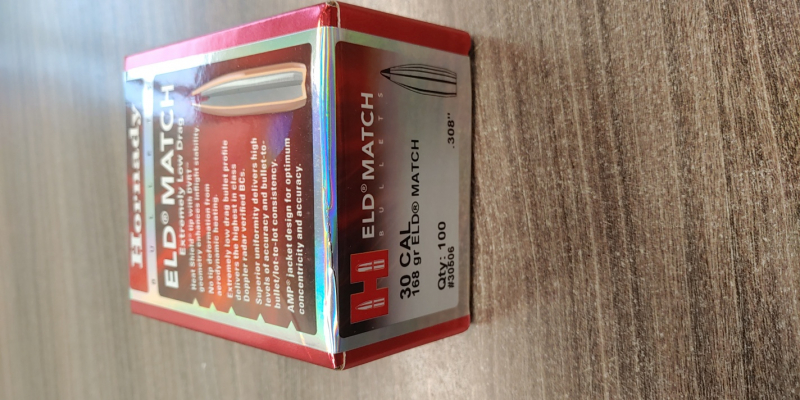 Hornady
BULLETS
ELD® MATCH
Extremely Low Drag
Heat Shield® tip with DVRT™
geometry enhances inflight stability.
No tip deformation from
aerodynamic heating.
Extremely low drag bullet profile
delivers the highest in class
Doppler radar verified BCs.
Superior uniformity delivers high
levels of accuracy and bullet-to-
bullet/lot-to-lot consistency.
AMP® jacket design for optimum
concentricity and accuracy.
H
ELD® MATCH
BULLETS
30 CAL
168 gr ELD® MATCH
.308"
Qty: 100
#30506